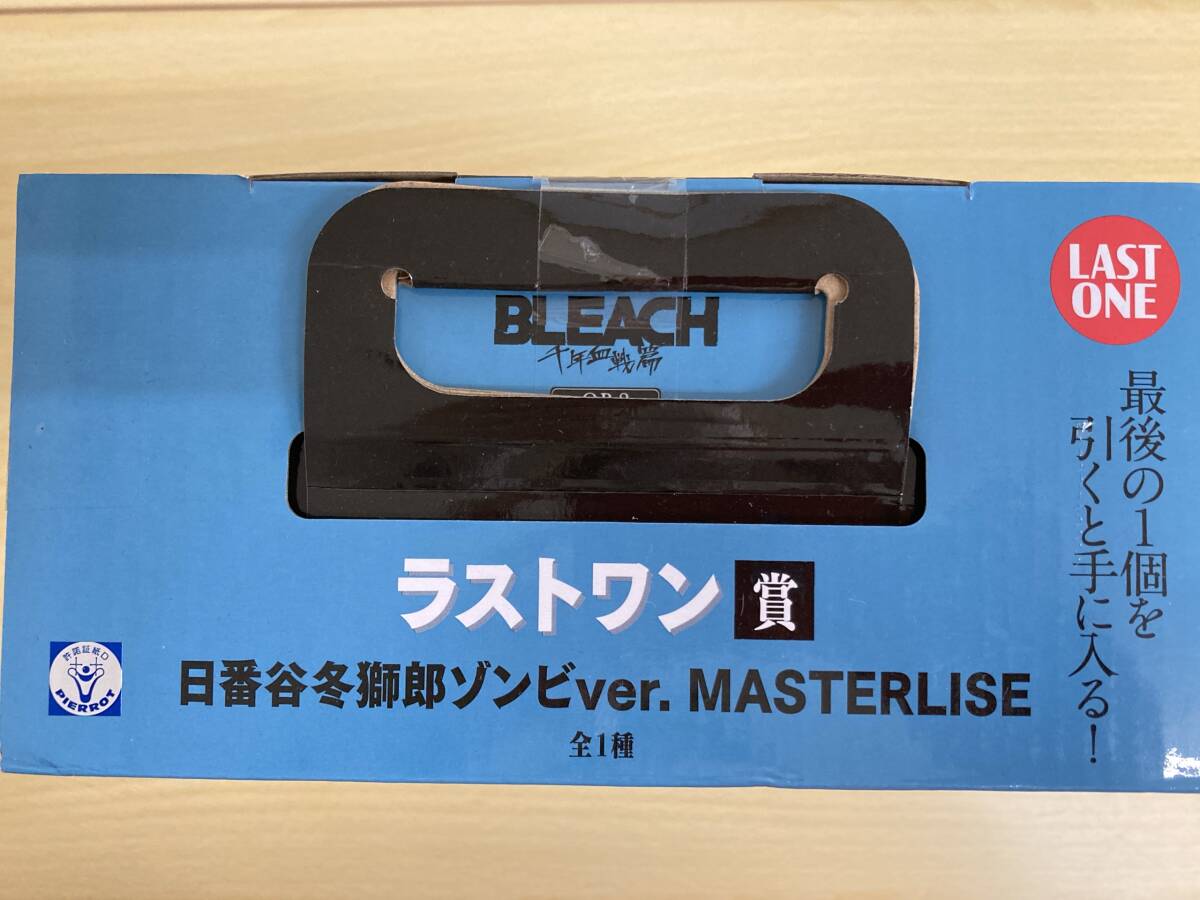 BLEACH
千年血戦篇
LAST
ONE
最後の1個を
引くと手に入る!
ラストワン賞
日番谷冬獅郎ゾンビver. MASTERLISE
全1種
許諾証紙D
PIERROT